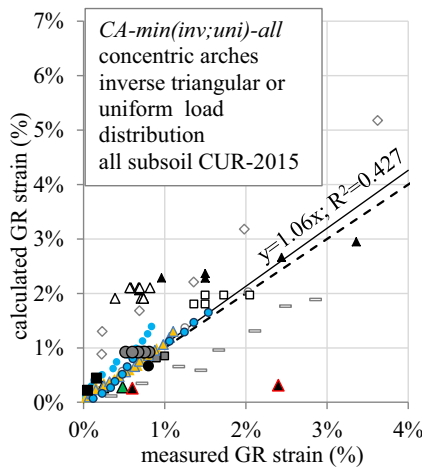 7%
6%
5%
4%
3%
2%
1%
0%
calculated GR strain (%)
CA-min(inv;uni)-all
concentric arches
inverse triangular or
uniform load
distribution
all subsoil CUR-2015
y=1.06x; R²=0.427
0% 1% 2% 3% 4%
measured GR strain (%)